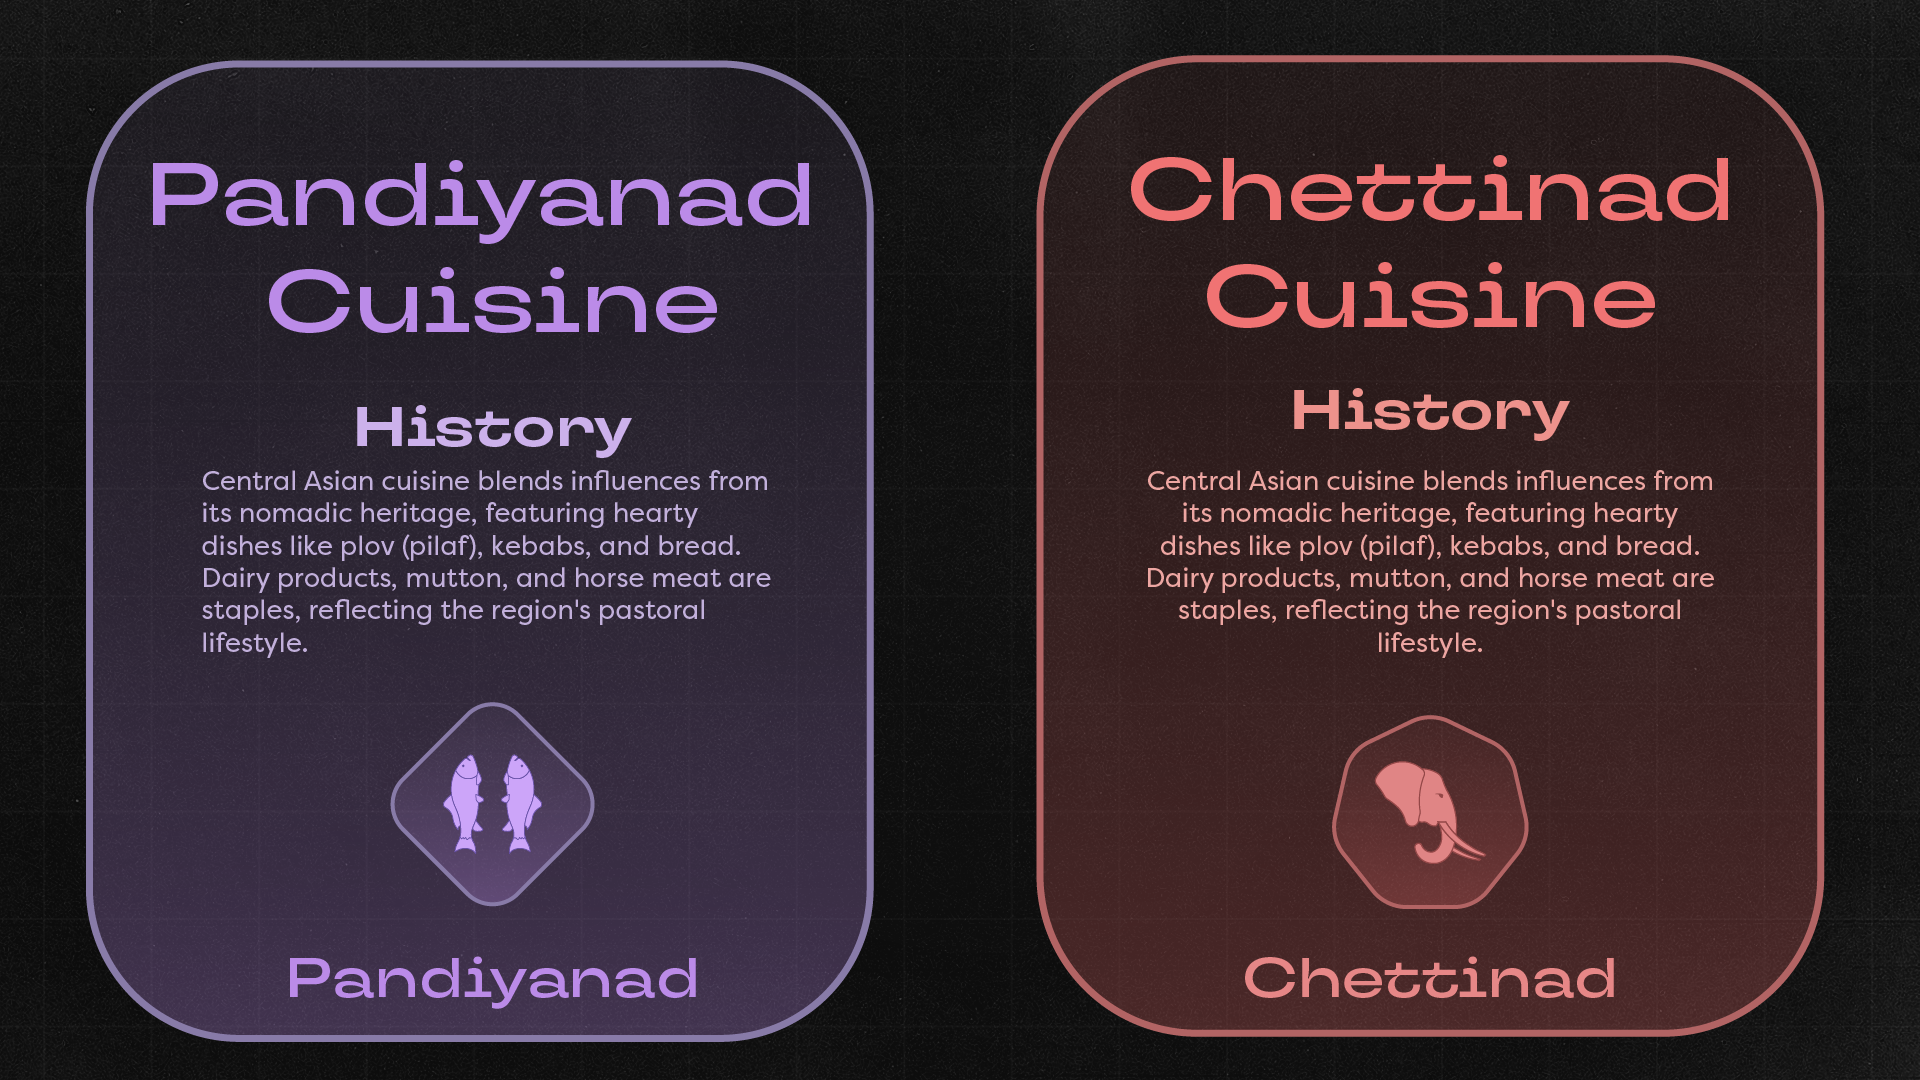 Pandiyanad
Cuisine
History
Central Asian cuisine blends influences from
its nomadic heritage, featuring hearty
dishes like plov (pilaf), kebabs, and bread.
Dairy products, mutton, and horse meat are
staples, reflecting the region's pastoral
lifestyle.
Pandiyanad
Chettinad
Cuisine
History
Central Asian cuisine blends influences from
its nomadic heritage, featuring hearty
dishes like plov (pilaf), kebabs, and bread.
Dairy products, mutton, and horse meat are
staples, reflecting the region's pastoral
lifestyle.
Chettinad